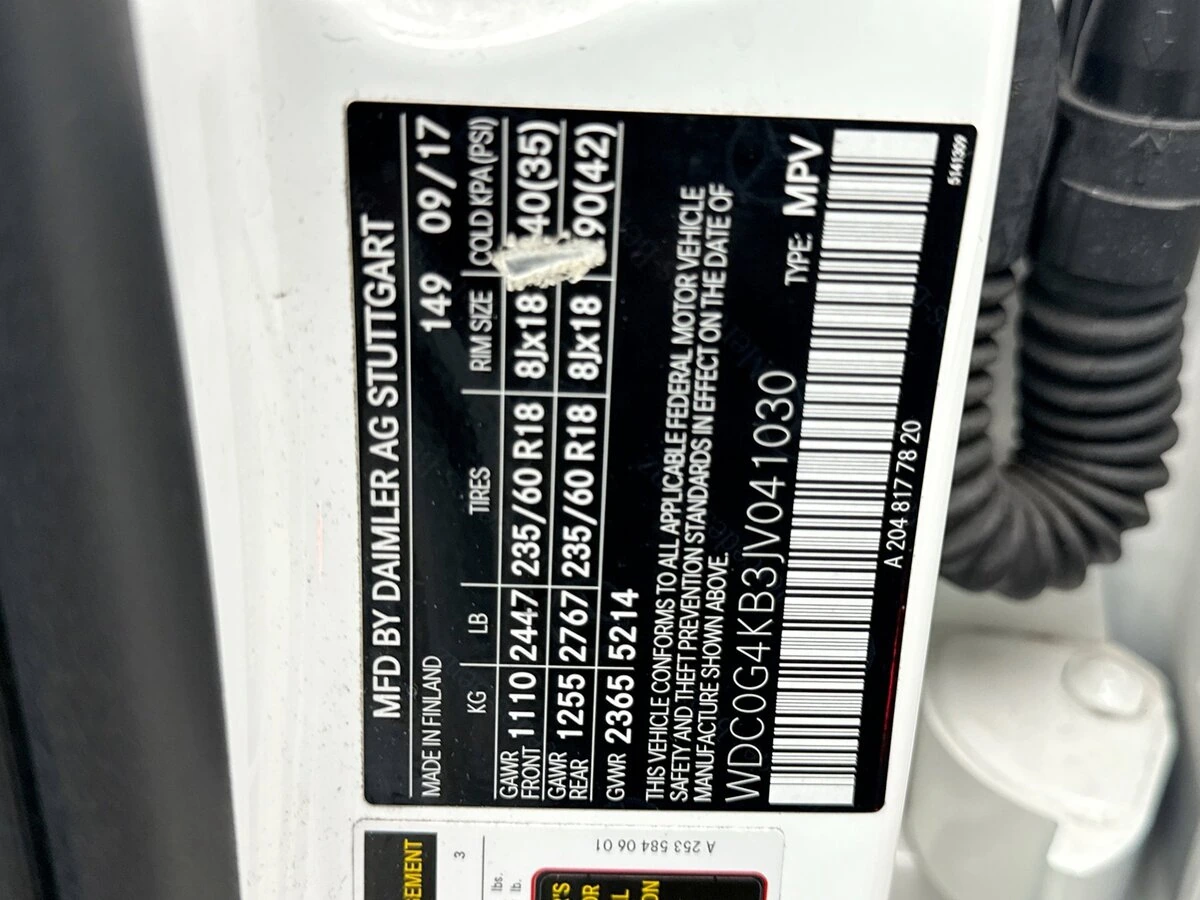 MFD BY DAIMLER AG STUTTGART
MADE IN FINLAND 149 09/17
KG LB TIRES RIM SIZE COLD KPA (PSI)
GAWR FRONT 1110 2447 235/60 R18 8Jx18 40(35)
GAWR REAR 1255 2767 235/60 R18 8Jx18 90(42)
GVWR 2365 5214
THIS VEHICLE CONFORMS TO ALL APPLICABLE FEDERAL MOTOR VEHICLE
SAFETY AND THEFT PREVENTION STANDARDS IN EFFECT ON THE DATE OF
MANUFACTURE SHOWN ABOVE.
WDC0G4KB3JV041030 TYPE: MPV
A 204 817 78 20
5141309
A 253 584 06 01
3
lbs.
lb.